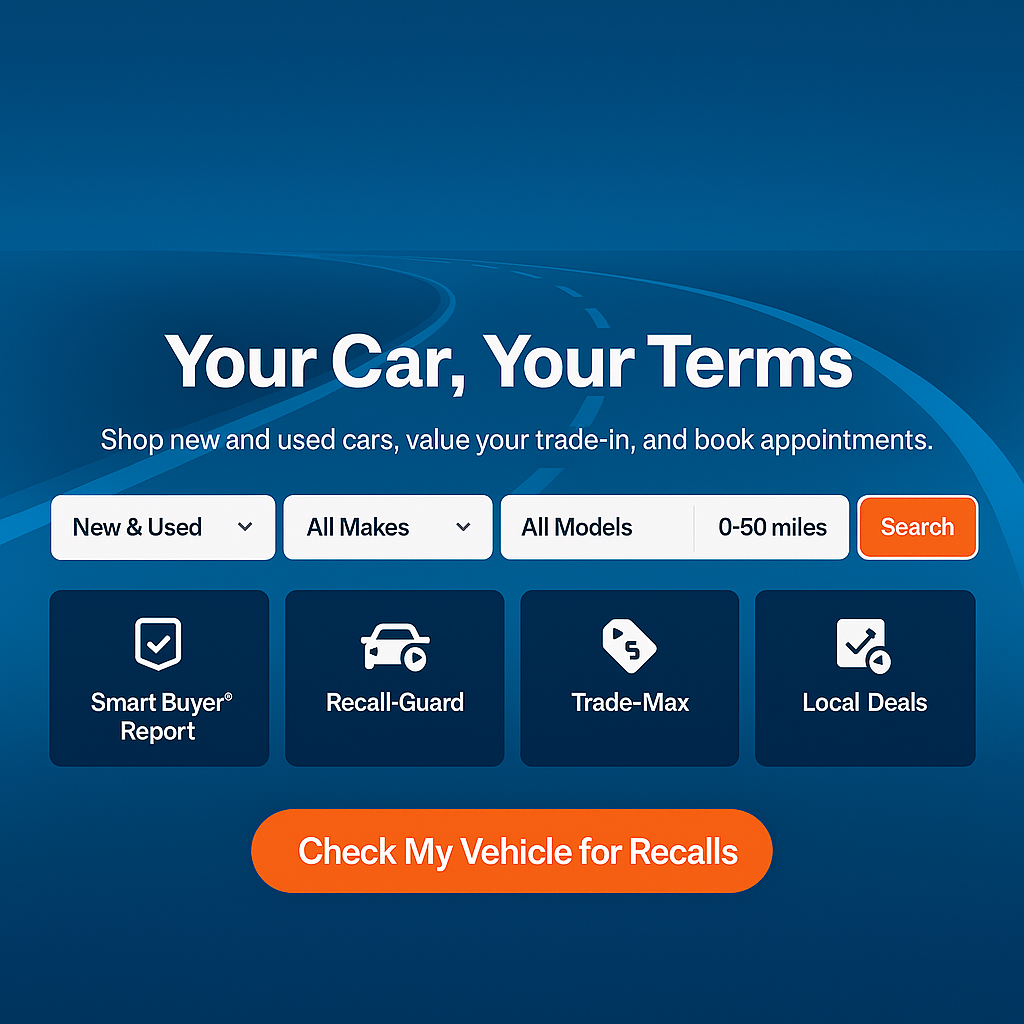 Your Car, Your Terms
Shop new and used cars, value your trade-in, and book appointments.
New & Used
All Makes
All Models
0-50 miles
Search
Smart Buyer®
Report
Recall-Guard
Trade-Max
Local Deals
Check My Vehicle for Recalls